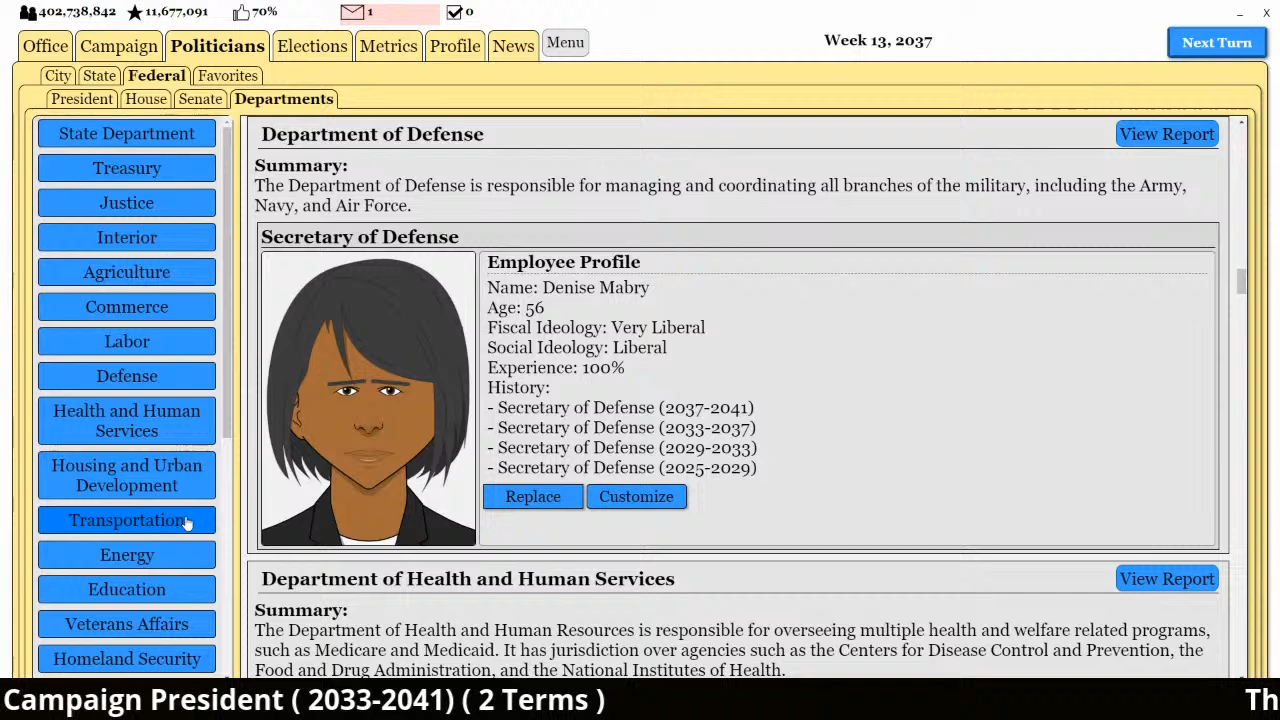 402,738,842 11,677,091 70% 1 0
Office Campaign Politicians Elections Metrics Profile News Menu Week 13, 2037 Next Turn
City State Federal Favorites
President House Senate Departments
State Department
Treasury
Justice
Interior
Agriculture
Commerce
Labor
Defense
Health and Human
Services
Housing and Urban
Development
Transportation
Energy
Education
Veterans Affairs
Homeland Security
Department of Defense View Report
Summary:
The Department of Defense is responsible for managing and coordinating all branches of the military, including the Army,
Navy, and Air Force.
Secretary of Defense
Employee Profile
Name: Denise Mabry
Age: 56
Fiscal Ideology: Very Liberal
Social Ideology: Liberal
Experience: 100%
History:
- Secretary of Defense (2037-2041)
- Secretary of Defense (2033-2037)
- Secretary of Defense (2029-2033)
- Secretary of Defense (2025-2029)
Replace Customize
Department of Health and Human Services View Report
Summary:
The Department of Health and Human Resources is responsible for overseeing multiple health and welfare related programs,
such as Medicare and Medicaid. It has jurisdiction over agencies such as the Centers for Disease Control and Prevention, the
Food and Drug Administration, and the National Institutes of Health.
Campaign President ( 2033-2041) ( 2 Terms ) Th